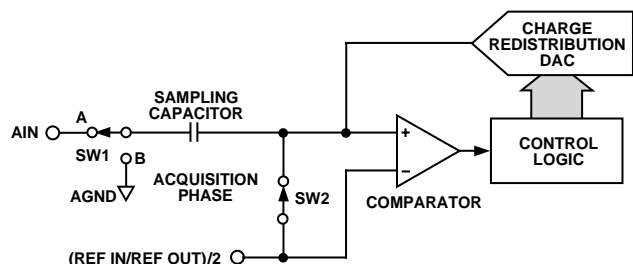 CHARGE
REDISTRIBUTION
DAC
SAMPLING
CAPACITOR
A
AIN
+
CONTROL
LOGIC
SW1
B
−
ACQUISITION
PHASE
SW2
AGND
COMPARATOR
(REF IN/REF OUT)/2